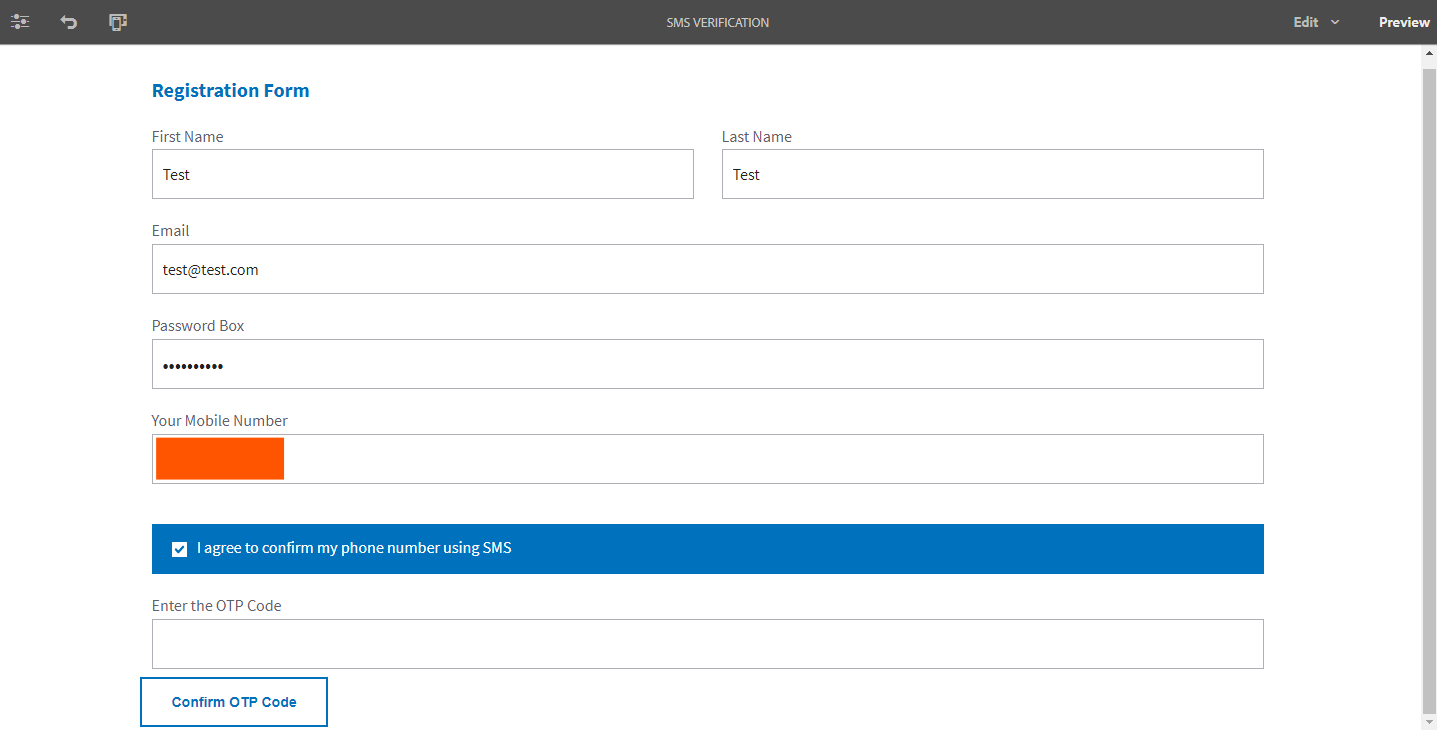 SMS VERIFICATION
Edit
Preview
Registration Form
First Name
Last Name
Test
Test
Email
test@test.com
Password Box
••••••••••
Your Mobile Number
I agree to confirm my phone number using SMS
Enter the OTP Code
Confirm OTP Code